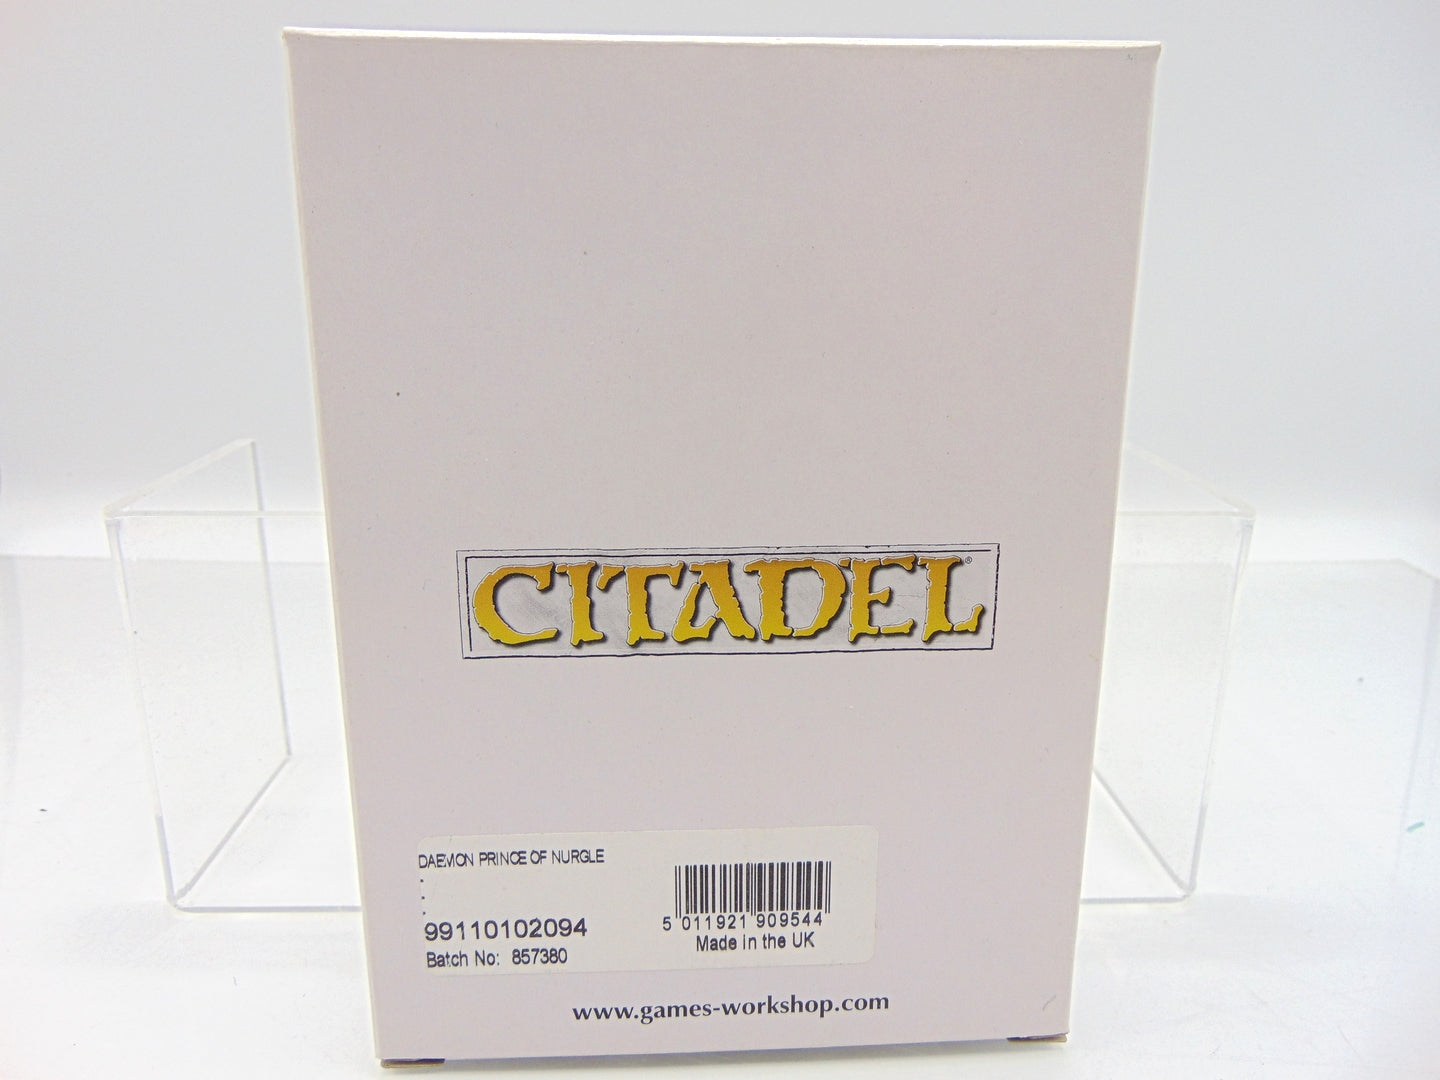 CITADEL®
DAEMON PRINCE OF NURGLE
.
.
.
99110102094
Batch No: 857380
5 011921 909544
Made in the UK
www.games-workshop.com